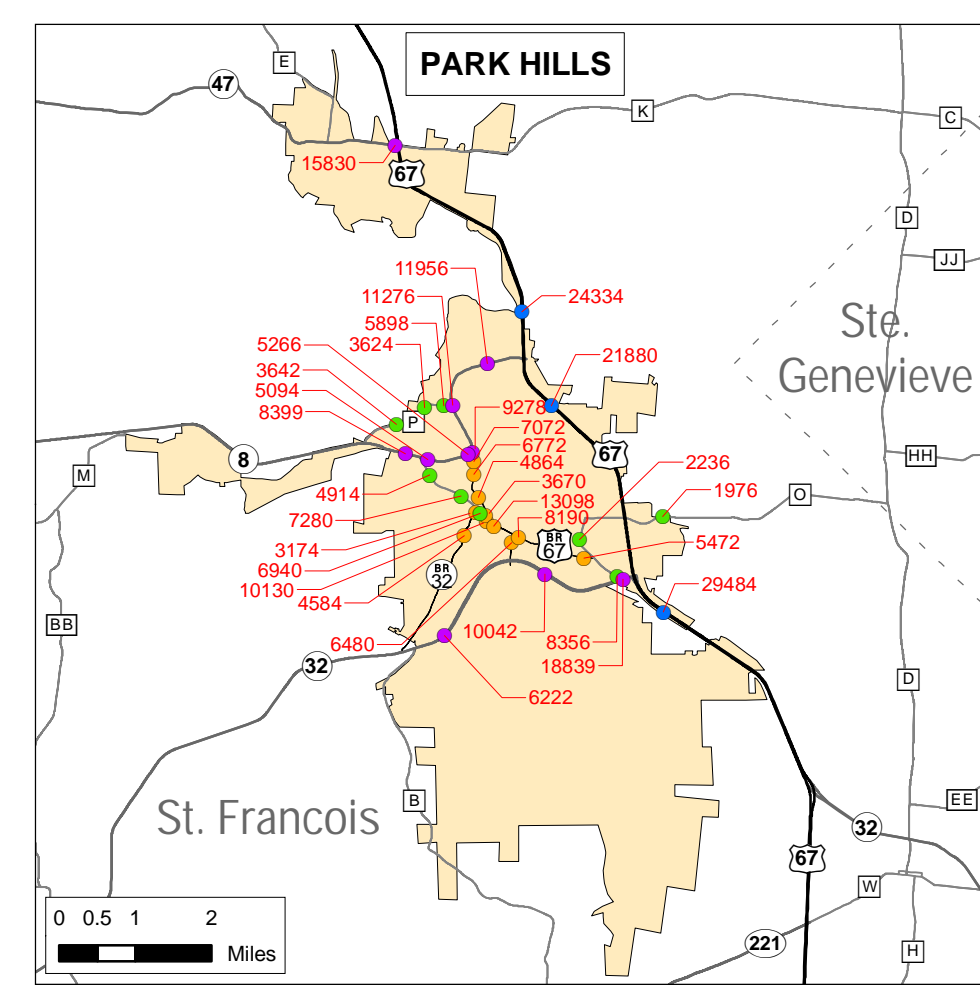 PARK HILLS
E
47
K
C
15830
67
D
JJ
11956
24334
11276
5898
3624
5266
3642
5094
8399
21880
Ste.
Genevieve
P
9278
7072
6772
4864
3670
13098
8190
67
2236
1976
HH
M
8
O
4914
7280
3174
6940
10130
4584
BR
32
BR
67
5472
29484
BB
6480
10042
8356
18839
32
6222
D
B
St. Francois
EE
32
67
W
221
H
0 0.5 1 2
Miles